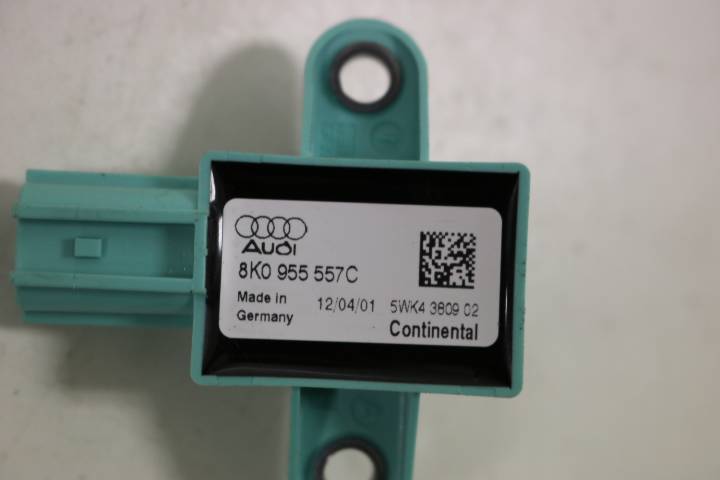 AUDI
8K0 955 557C
Made in
Germany
12/04/01
5WK4 3809 02
Continental